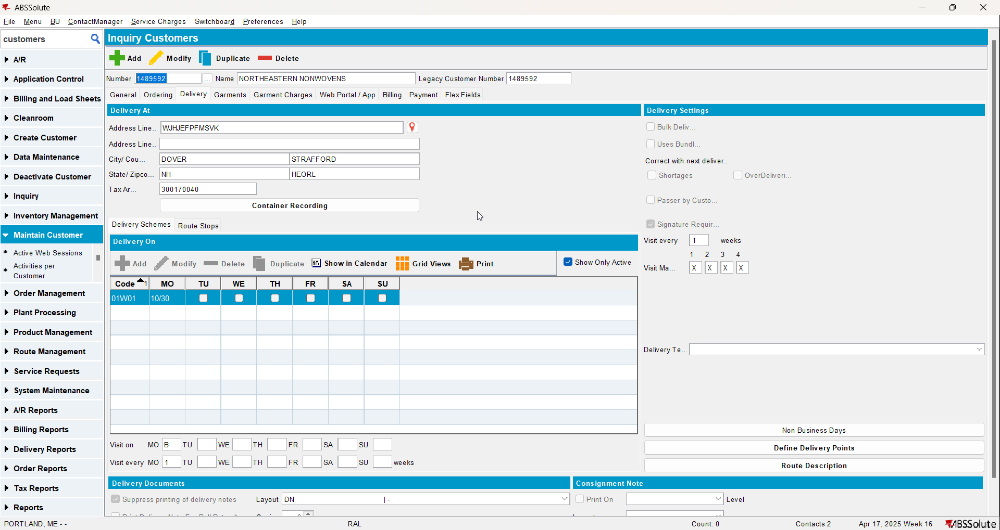 ABSSolute
File Menu BU ContactManager Service Charges Switchboard Preferences Help
customers
A/R
Application Control
Billing and Load Sheets
Cleanroom
Create Customer
Data Maintenance
Deactivate Customer
Inquiry
Inventory Management
Maintain Customer
Active Web Sessions
Activities per
Customer
Order Management
Plant Processing
Product Management
Route Management
Service Requests
System Maintenance
A/R Reports
Billing Reports
Delivery Reports
Order Reports
Tax Reports
Reports
Inquiry Customers
Add Modify Duplicate Delete
Number 1489592 ... Name NORTHEASTERN NONWOVENS Legacy Customer Number 1489592
General Ordering Delivery Garments Garment Charges Web Portal / App Billing Payment Flex Fields
Delivery At
Address Line.. WJHJEFPFMSVK
Address Line..
City/ Cou... DOVER STRAFFORD
State/ Zipco... NH HEORL
Tax Ar... 300170040
Container Recording
Delivery Schemes Route Stops
Delivery On
Add Modify Delete Duplicate 15 Show in Calendar Grid Views Print Show Only Active
Code 1 MO TU WE TH FR SA SU
01W01 10/30
Visit on MO B TU WE TH FR SA SU
Visit every MO 1 TU WE TH FR SA SU weeks
Delivery Settings
Bulk Deliv...
Uses Bundl...
Correct with next deliver..
Shortages OverDeliveri...
Passer by Custo...
Signature Requir...
Visit every 1 weeks
1 2 3 4
Visit Ma... X X X X
Delivery Te...
Non Business Days
Define Delivery Points
Route Description
Delivery Documents
Suppress printing of delivery notes Layout DN | -
Consignment Note
Print On Level
PORTLAND, ME - - RAL Count: 0 Contacts 2 Apr 17, 2025 Week 16 ABSSolute